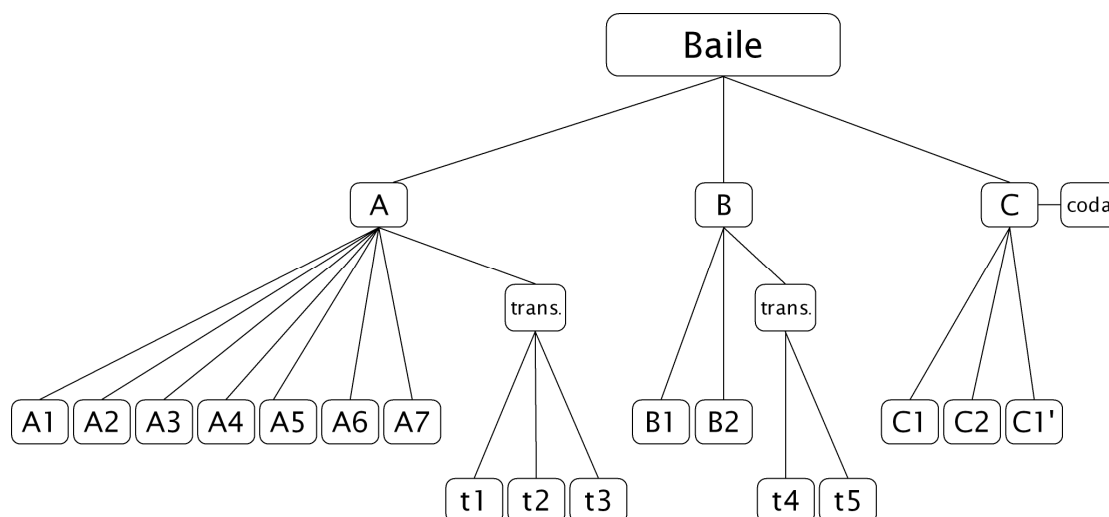 Baile
A B C coda
trans. trans.
A1 A2 A3 A4 A5 A6 A7 B1 B2 C1 C2 C1'
t1 t2 t3 t4 t5